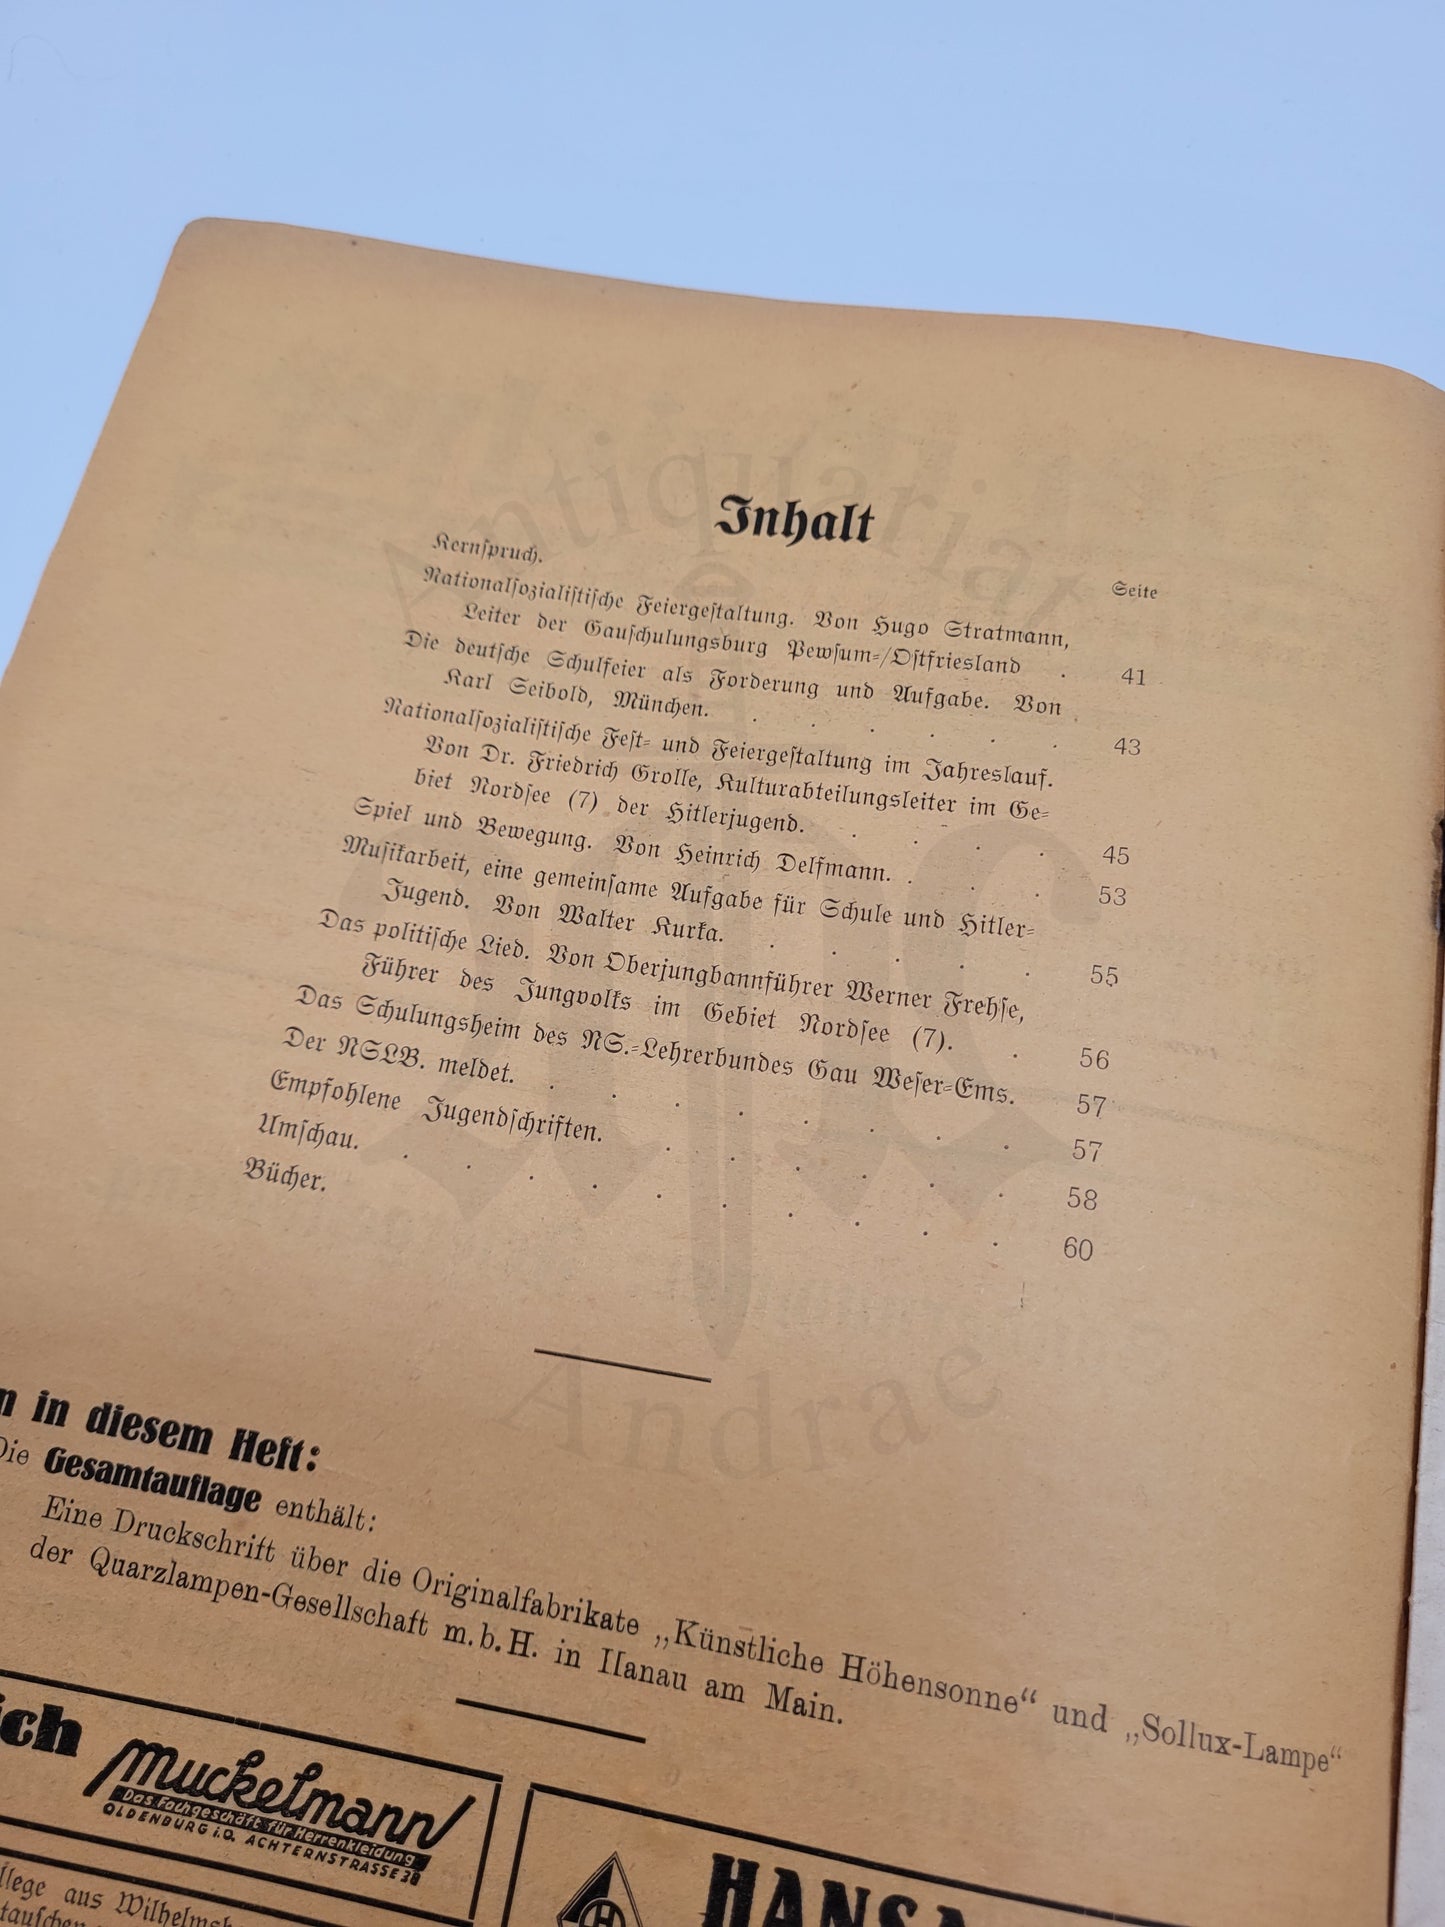 Inhalt
Seite
Kernspruch.
Nationalsozialistische Feiergestaltung. Von Hugo Stratmann,
Leiter der Gauschulungsburg Pewsum-/Ostfriesland . 41
Die deutsche Schulfeier als Forderung und Aufgabe. Von
Karl Seibold, München. . . . . . . 43
Nationalsozialistische Fest- und Feiergestaltung im Jahreslauf.
Von Dr. Friedrich Grolle, Kulturabteilungsleiter im Ge-
biet Nordsee (7) der Hitlerjugend. . . . . 45
Spiel und Bewegung. Von Heinrich Delfmann. . . . 53
Musikarbeit, eine gemeinsame Aufgabe für Schule und Hitler-
Jugend. Von Walter Kurka. . . . . . 55
Das politische Lied. Von Oberjungbannführer Werner Frehse,
Führer des Jungvolks im Gebiet Nordsee (7). . 56
Das Schulungsheim des NS.-Lehrerbundes Gau Weser-Ems. 57
Der NSLB. meldet. . . . . . . . . 57
Empfohlene Jugendschriften. . . . . . . 58
Umschau. . . . . . . . . . . 60
Bücher.
in diesem Heft:
Die Gesamtauflage enthält:
Eine Druckschrift über die Originalfabrikate „Künstliche Höhensonne“ und „Sollux-Lampe“
der Quarzlampen-Gesellschaft m.b.H. in Hanau am Main.
Muckelmann
Das Fachgeschäft für Herrenkleidung
OLDENBURG i.O. ACHTERNSTRASSE 38
HANSA
aus
Antiquariat
Andrae